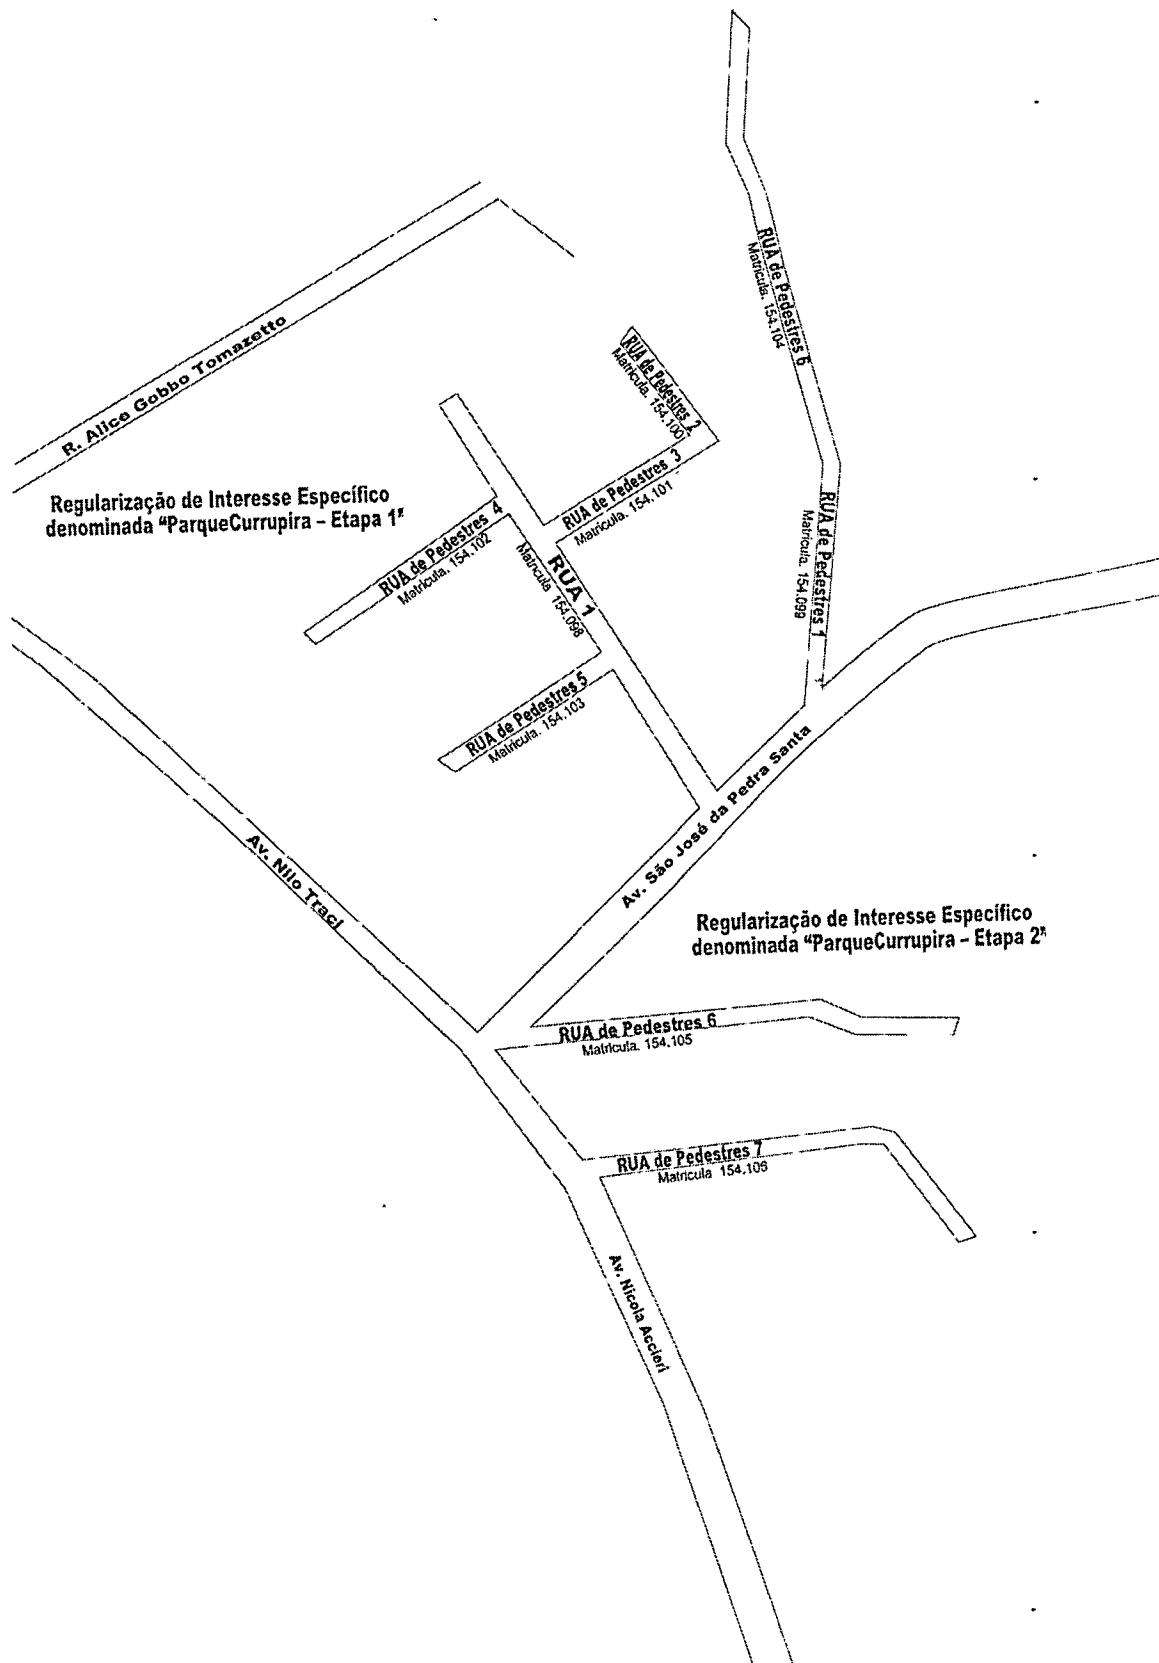 RUA de Pedestres 6
Matrícula. 154.104
R. Alice Gobbo Tomazetto
RUA de Pedestres 2
Matrícula. 154.100
RUA de Pedestres 3
Matrícula. 154.101
Regularização de Interesse Específico
denominada “ParqueCurrupira – Etapa 1”
RUA de Pedestres 4
Matrícula. 154.102
RUA 1
Matrícula 154.098
RUA de Pedestres 1
Matrícula. 154.099
RUA de Pedestres 5
Matrícula. 154.103
Av. São José da Pedra Santa
Av. Nilo Traci
Regularização de Interesse Específico
denominada “ParqueCurrupira – Etapa 2”
RUA de Pedestres 6
Matrícula. 154.105
RUA de Pedestres 7
Matrícula 154.106
Av. Nicola Accieri